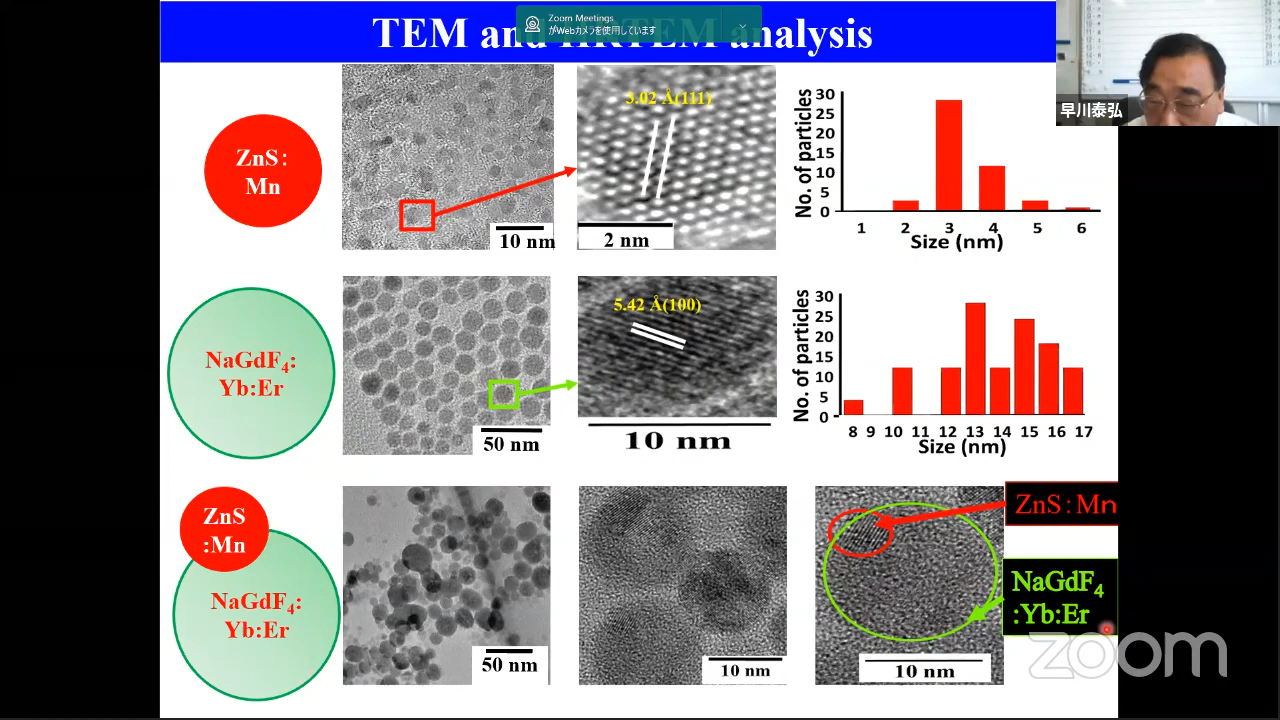 Zoom Meetings
がWebカメラを使用しています
TEM and HRTEM analysis
早川泰弘
ZnS:
Mn
10 nm
3.02 Å(111)
2 nm
No. of particles
30
25
20
15
10
5
0
1 2 3 4 5 6
Size (nm)
NaGdF4:
Yb:Er
50 nm
5.42 Å(100)
10 nm
No. of particles
30
25
20
15
10
5
0
8 9 10 11 12 13 14 15 16 17
Size (nm)
ZnS
:Mn
NaGdF4:
Yb:Er
50 nm
10 nm
10 nm
ZnS:Mn
NaGdF4
:Yb:Er
zoom